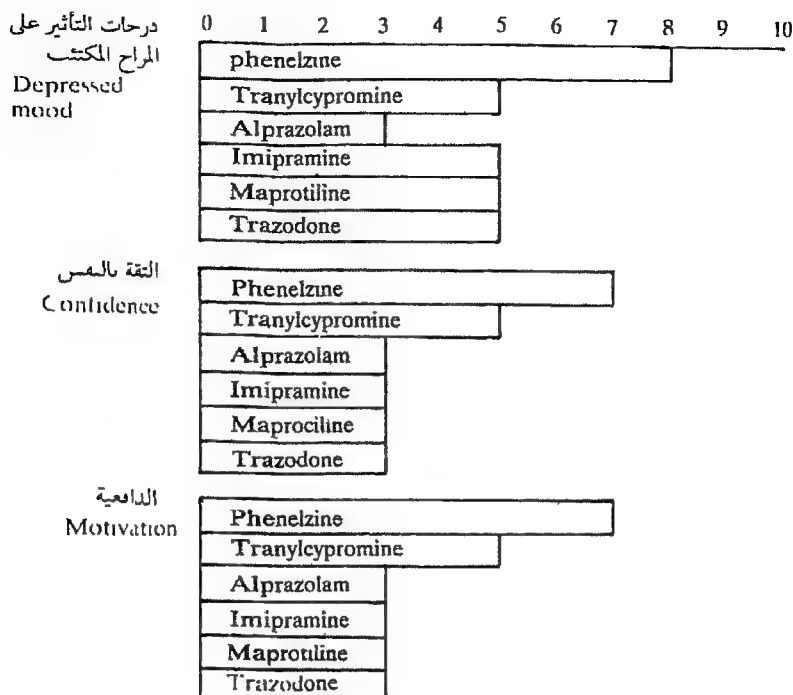 درجات التأثير على 0 1 2 3 4 5 6 7 8 9 10
المزاح المكتئب
Depressed
mood
phenelzine
Tranylcypromine
Alprazolam
Imipramine
Maprotiline
Trazodone
الثقة بالنفس
Confidence
Phenelzine
Tranylcypromine
Alprazolam
Imipramine
Maprociline
Trazodone
الدافعية
Motivation
Phenelzine
Tranylcypromine
Alprazolam
Imipramine
Maprotiline
Trazodone